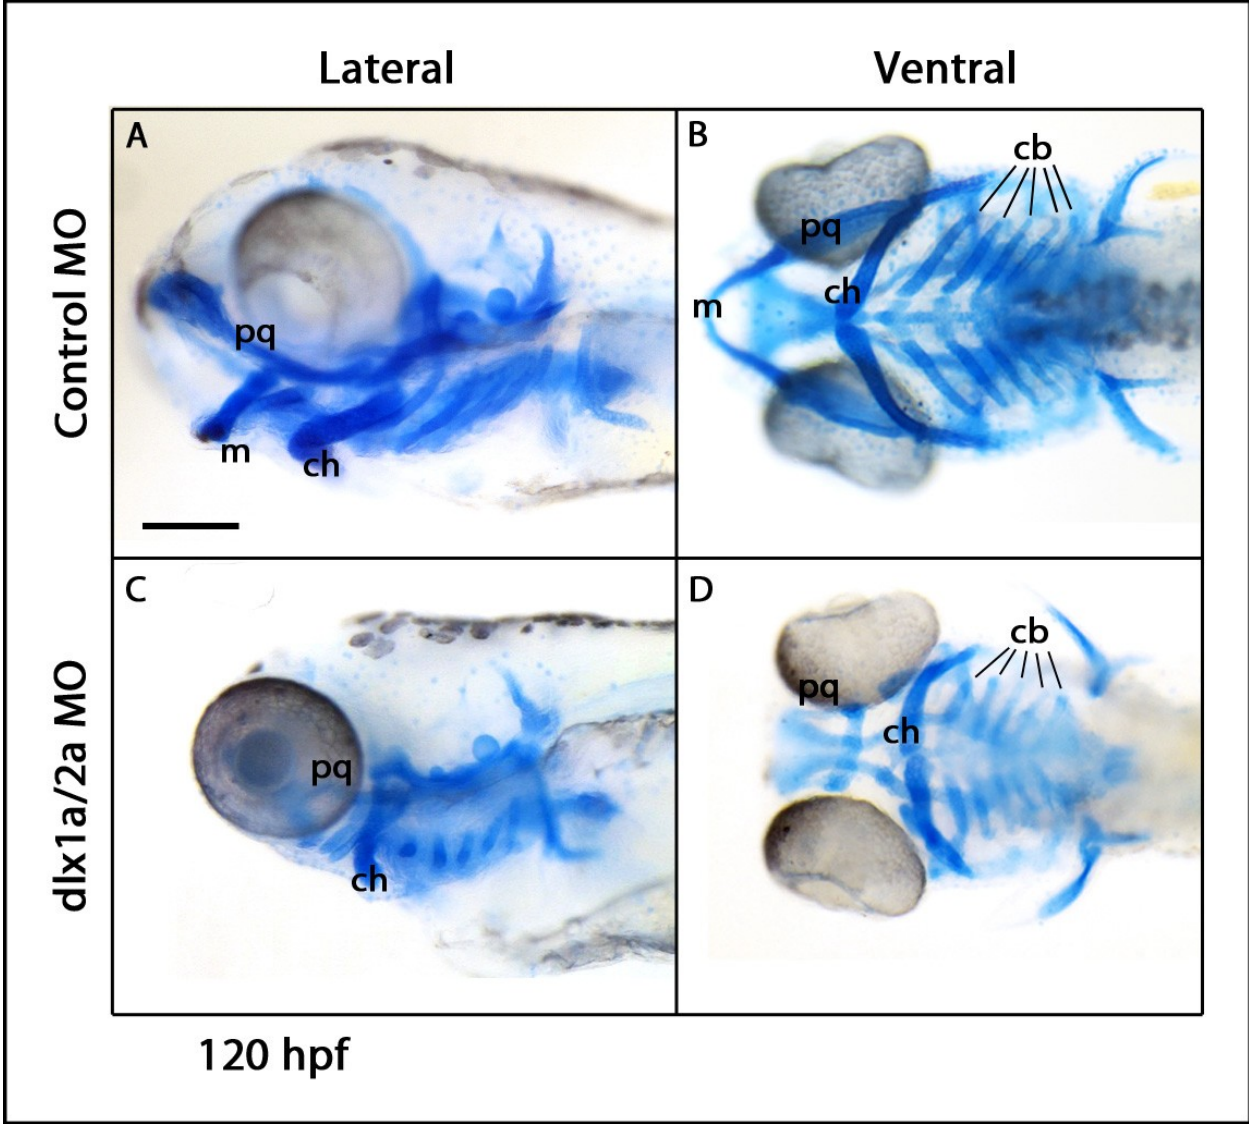 Lateral
Ventral
Control MO
A
pq
m
ch
B
cb
pq
ch
m
dlx1a/2a MO
C
pq
ch
D
cb
pq
ch
120 hpf